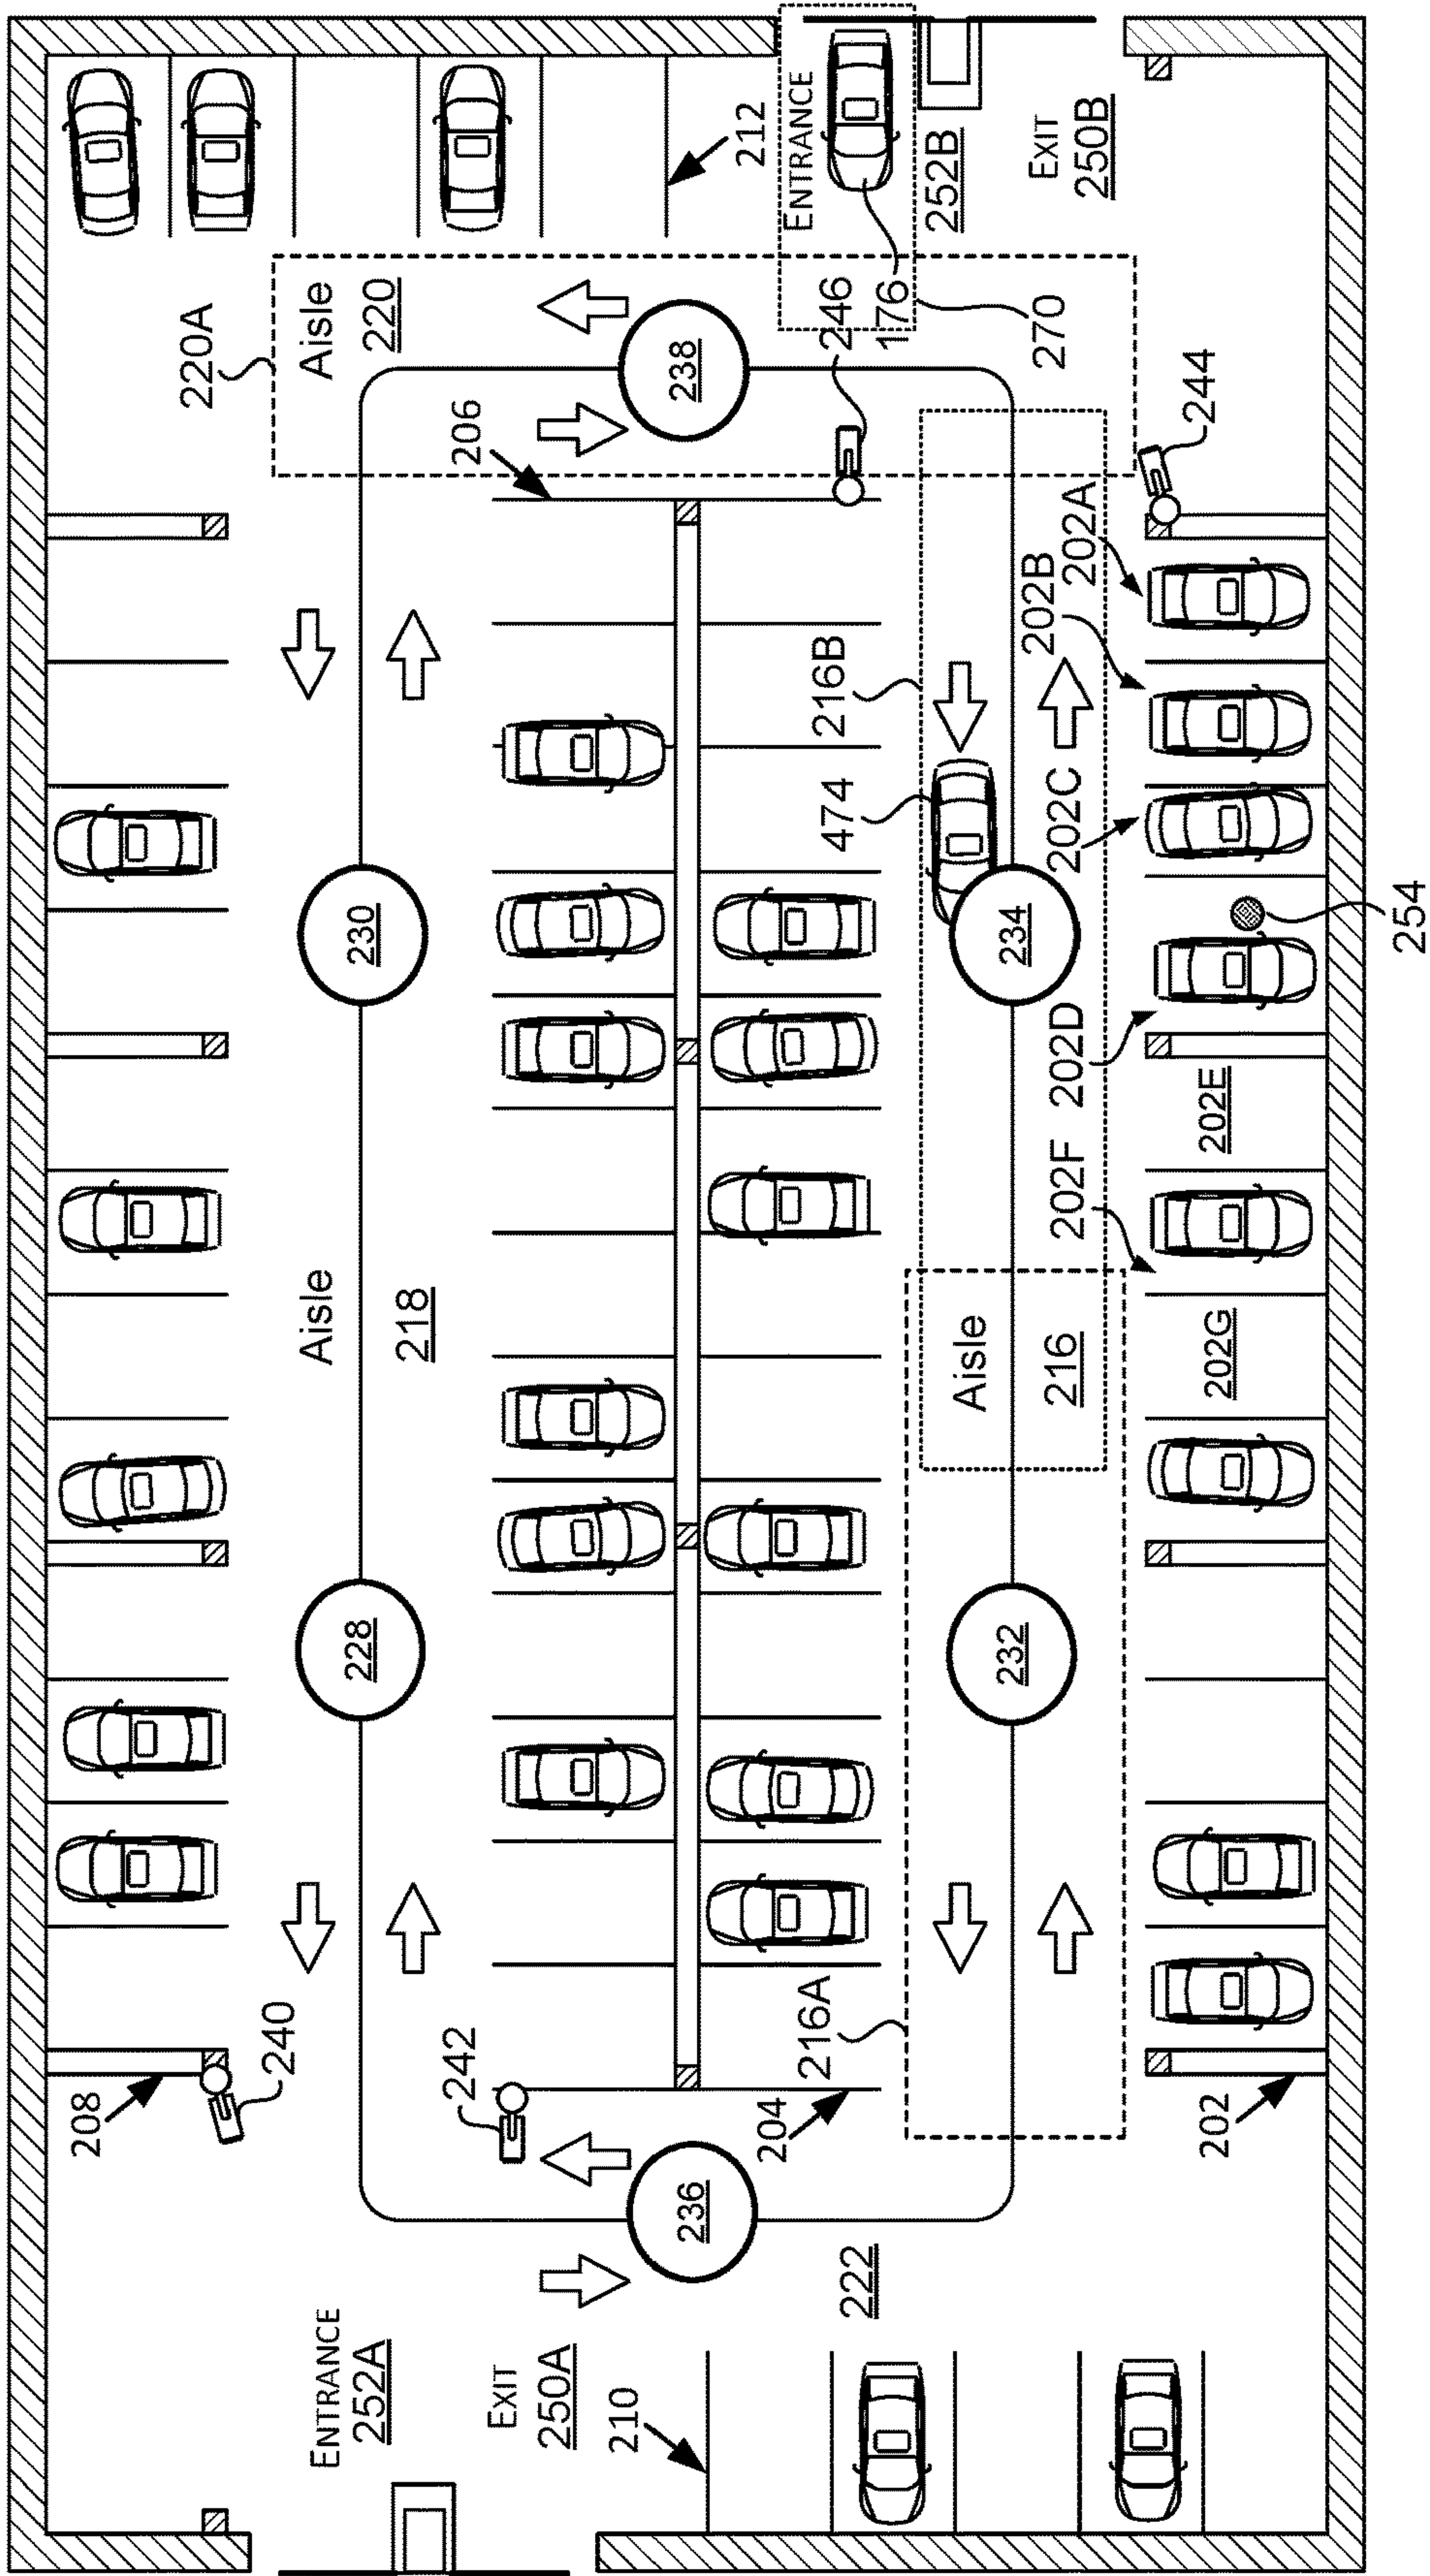 220A
Aisle
220
212
ENTRANCE
252B
EXIT
250B
246
176
270
238
206
244
202A
202B
216B
474
202C
230
234
254
202D
202E
202F
Aisle
218
Aisle
216
202G
228
232
216A
240
242
208
204
202
236
222
ENTRANCE
252A
EXIT
250A
210